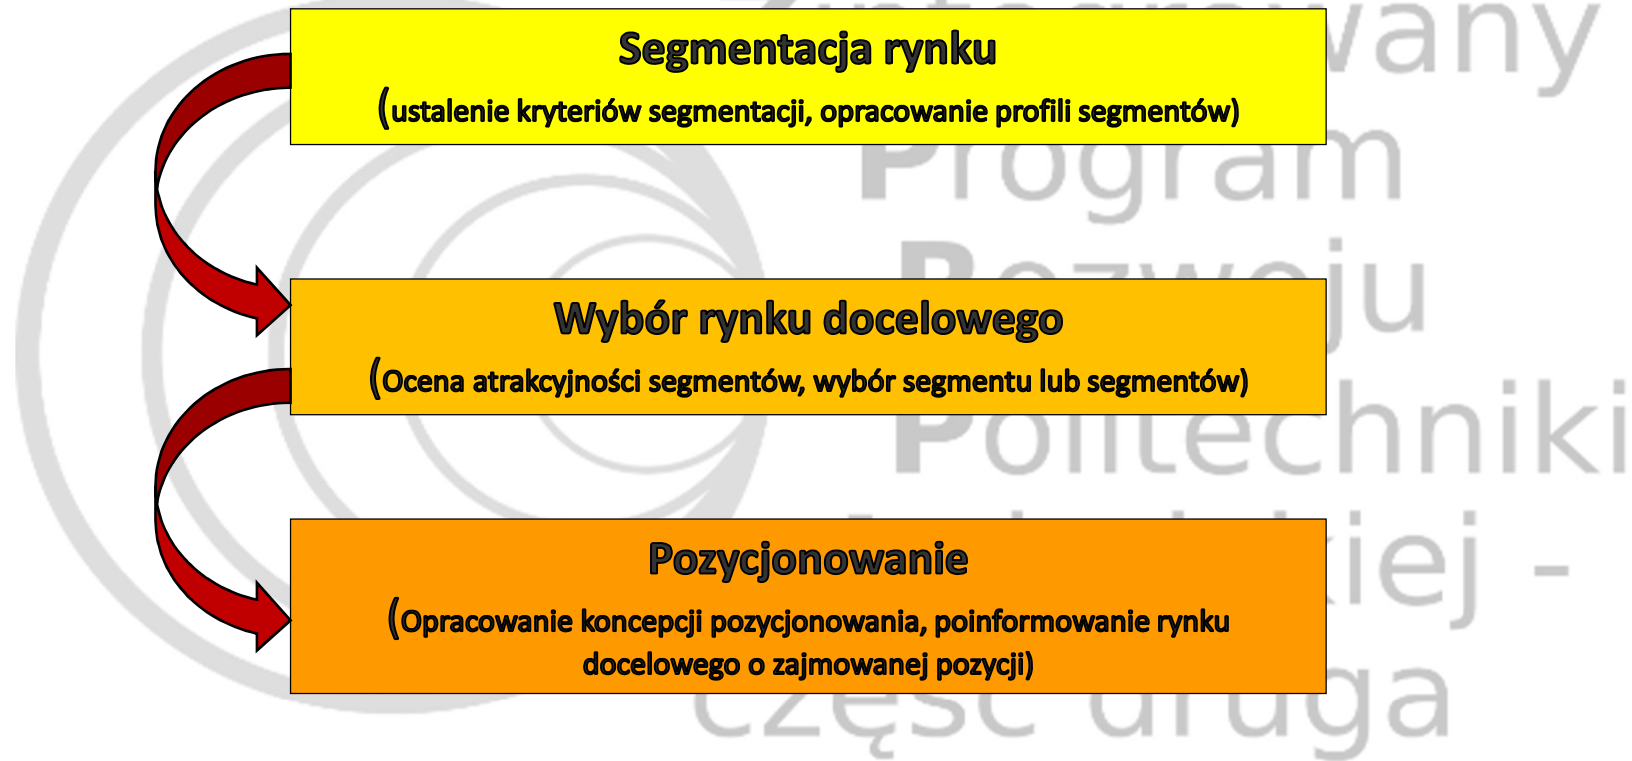 Segmentacja rynku
(ustalenie kryteriów segmentacji, opracowanie profili segmentów)
Program
Wybór rynku docelowego
(Ocena atrakcyjności segmentów, wybór segmentu lub segmentów)
Politechniki
Pozycjonowanie
(Opracowanie koncepcji pozycjonowania, poinformowanie rynku
docelowego o zajmowanej pozycji)
część druga